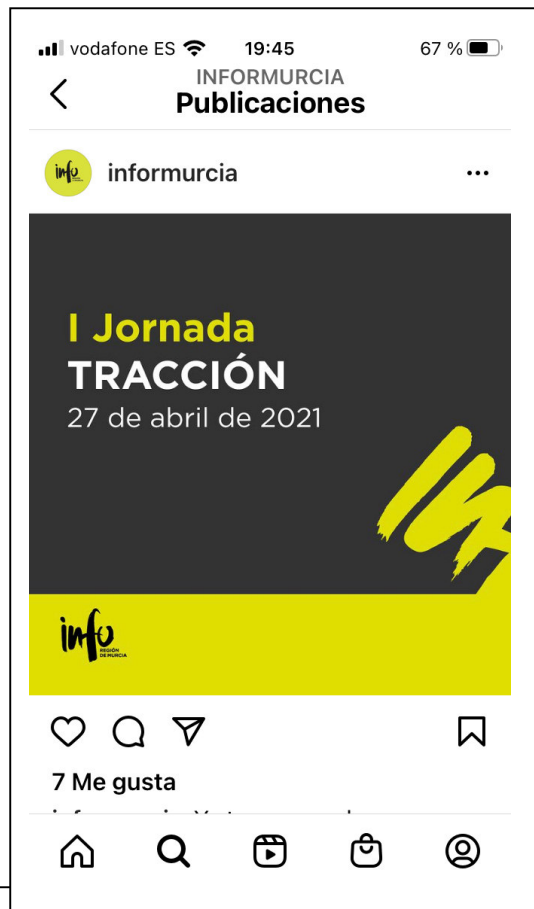 vodafone ES 19:45 67 %
INFORMURCIA
Publicaciones
info informurcia
I Jornada
TRACCIÓN
27 de abril de 2021
info
REGIÓN
DE MURCIA
7 Me gusta